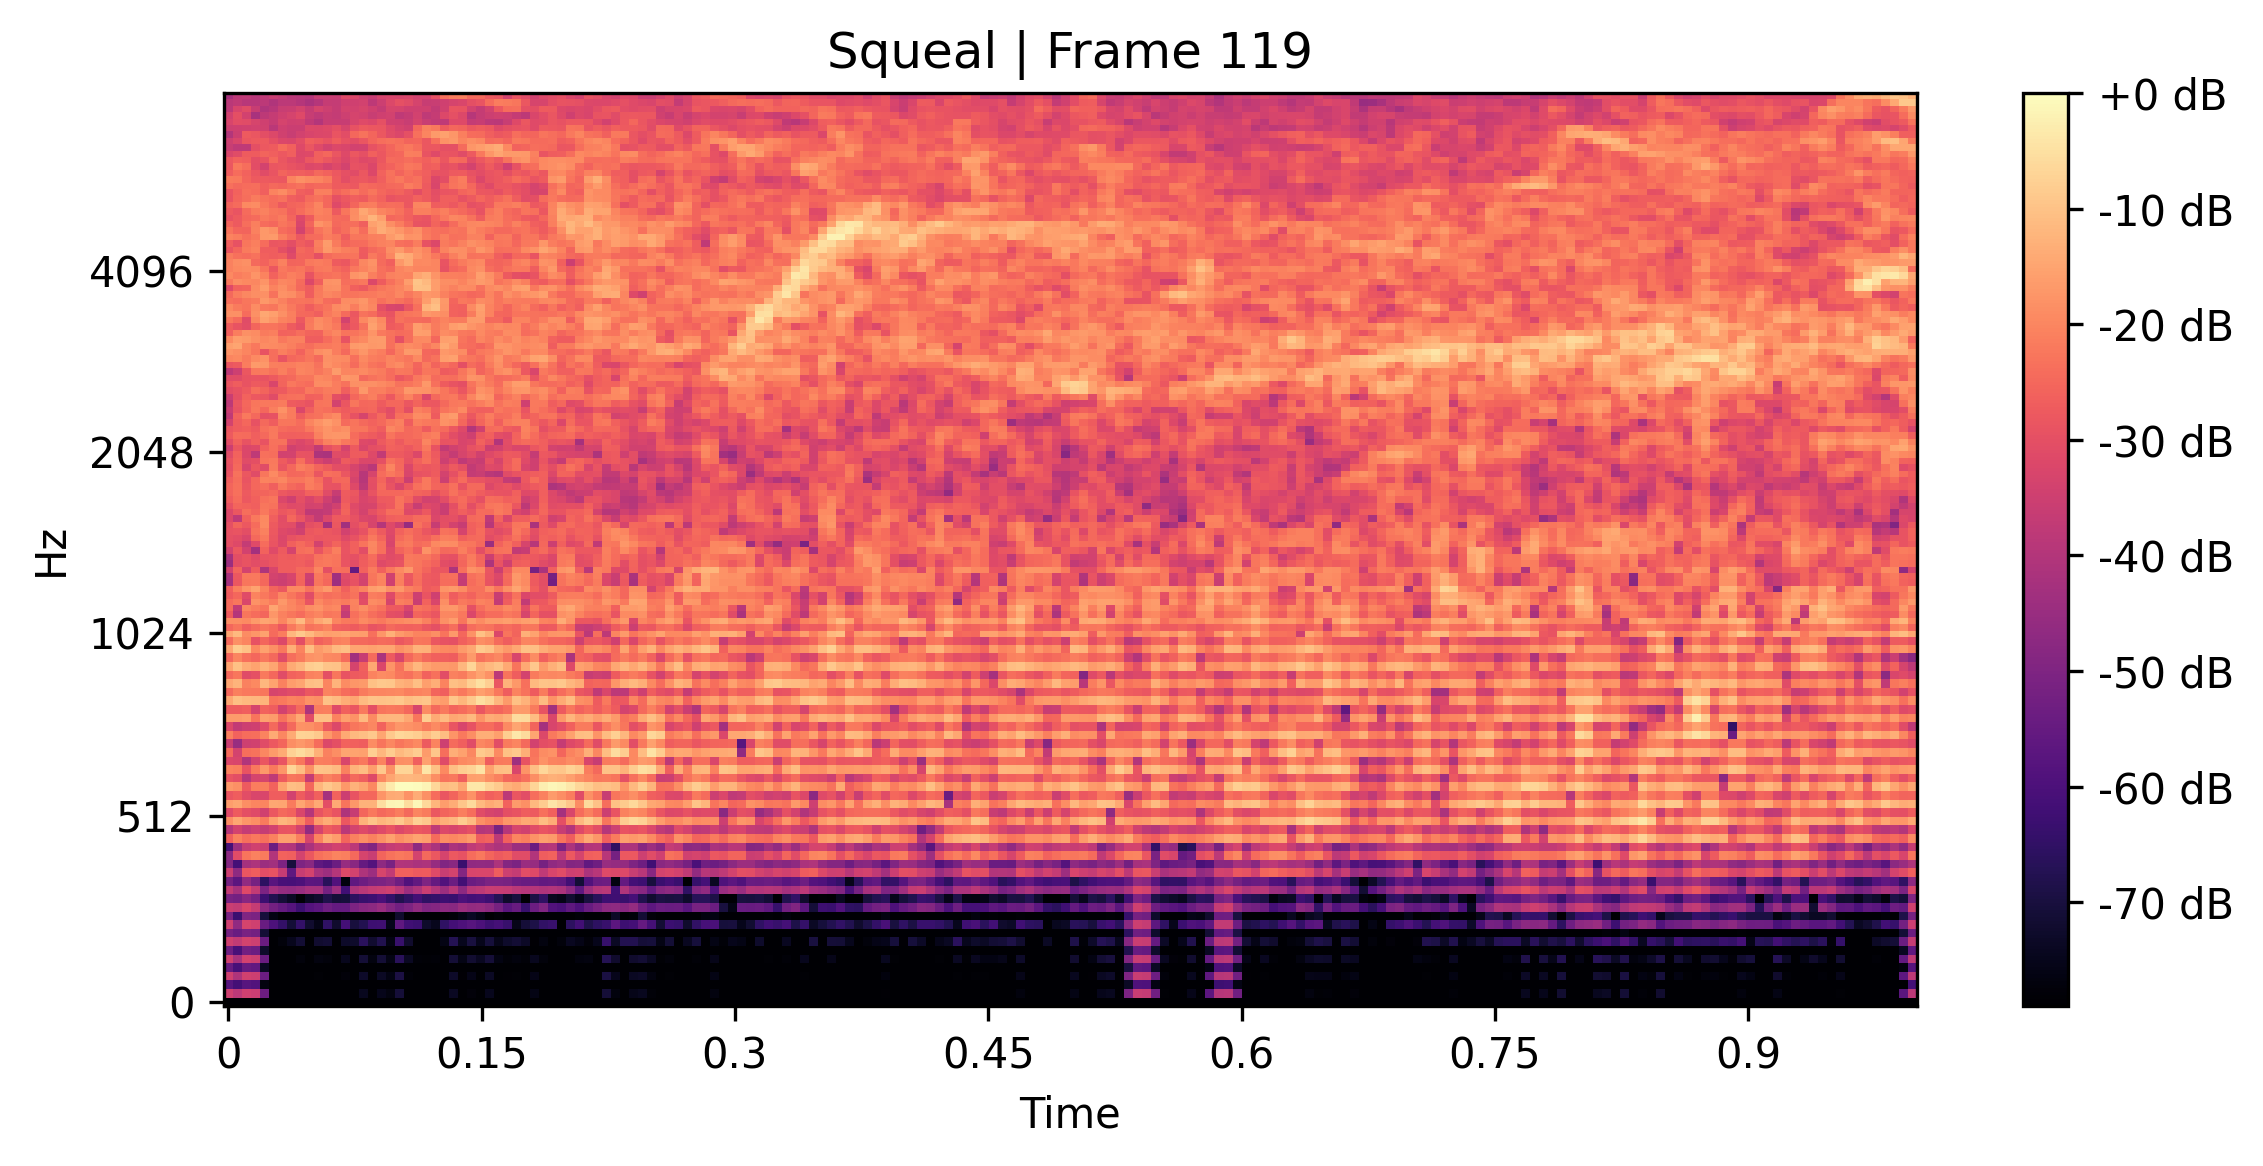 Squeal | Frame 119
Hz
4096
2048
1024
512
0
0 0.15 0.3 0.45 0.6 0.75 0.9
Time
+0 dB
-10 dB
-20 dB
-30 dB
-40 dB
-50 dB
-60 dB
-70 dB